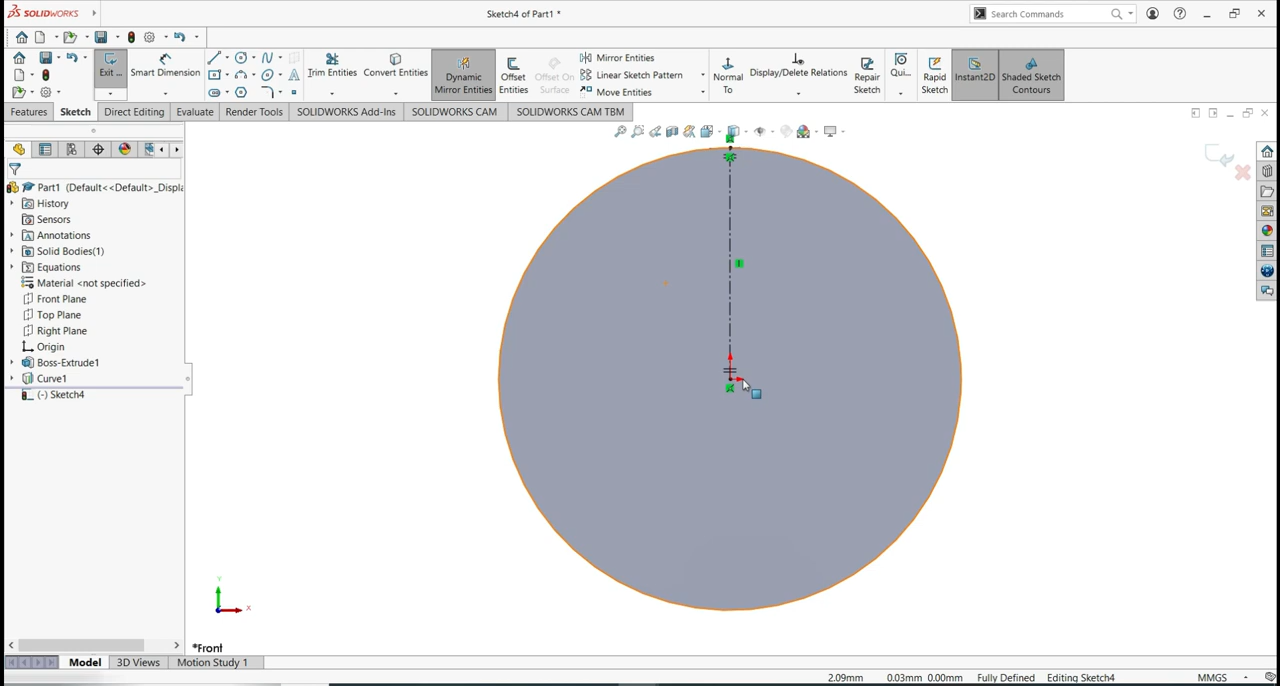 SOLIDWORKS
Sketch4 of Part1 *
Search Commands
Exit ...
Smart Dimension
Trim Entities
Convert Entities
Dynamic
Mirror Entities
Offset
Entities
Offset On
Surface
Mirror Entities
Linear Sketch Pattern
Move Entities
Normal
To
Display/Delete Relations
Repair
Sketch
Qui...
Rapid
Sketch
Instant2D
Shaded Sketch
Contours
Features
Sketch
Direct Editing
Evaluate
Render Tools
SOLIDWORKS Add-Ins
SOLIDWORKS CAM
SOLIDWORKS CAM TBM
Part1 (Default<<Default>_Displa
History
Sensors
Annotations
Solid Bodies(1)
Equations
Material <not specified>
Front Plane
Top Plane
Right Plane
Origin
Boss-Extrude1
Curve1
(-) Sketch4
Y
X
*Front
Model
3D Views
Motion Study 1
2.09mm
0.03mm 0.00mm
Fully Defined
Editing Sketch4
MMGS